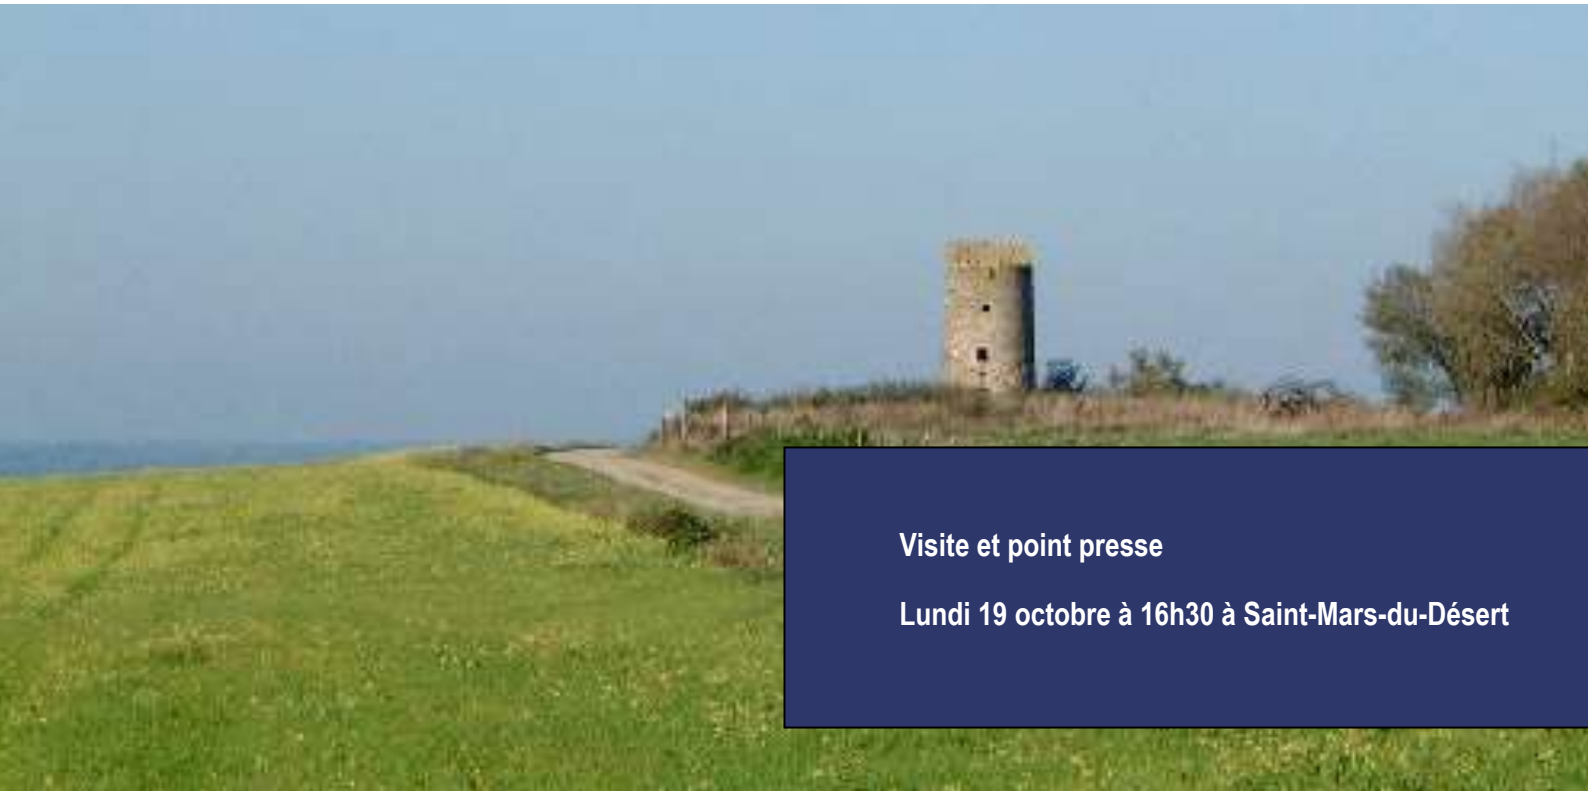 Visite et point presse
Lundi 19 octobre à 16h30 à Saint-Mars-du-Désert